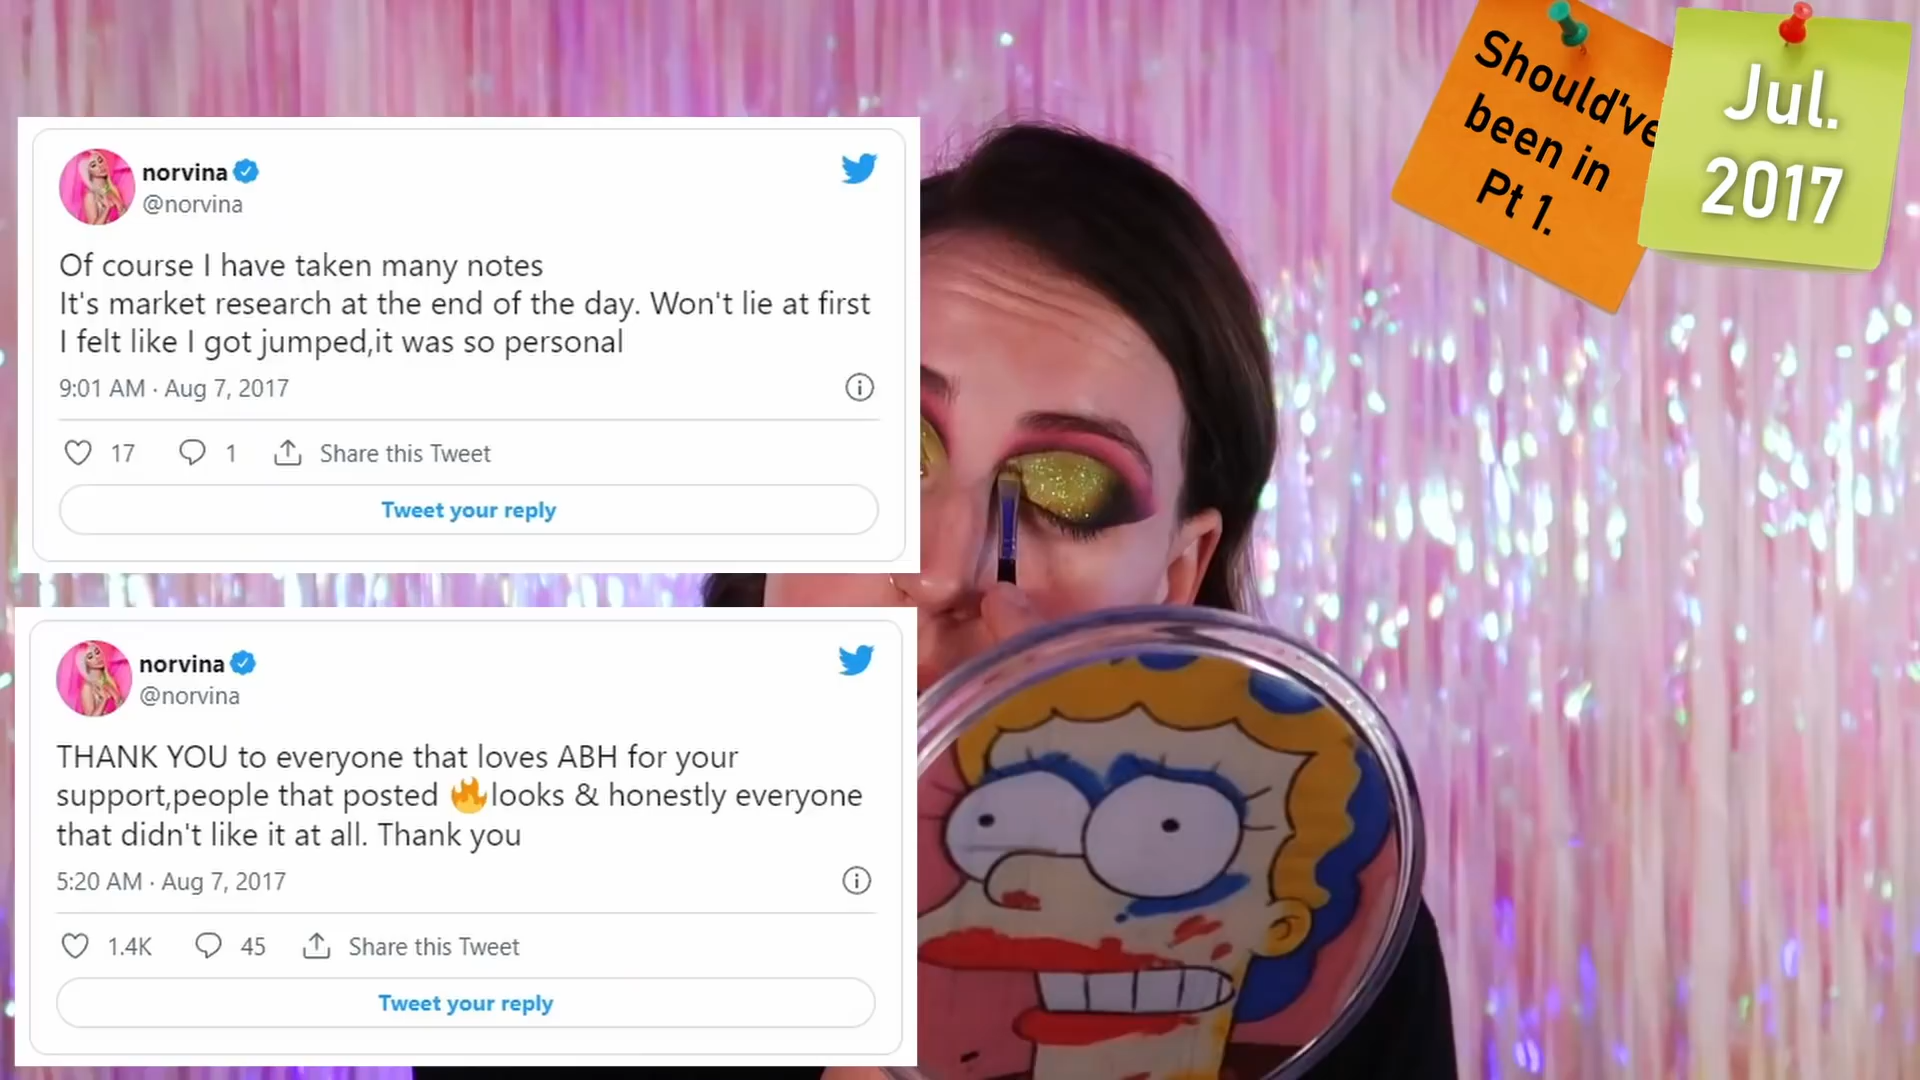 Should've
been in
Pt 1.
Jul.
2017
norvina
@norvina
Of course I have taken many notes
It's market research at the end of the day. Won't lie at first
I felt like I got jumped,it was so personal
9:01 AM · Aug 7, 2017
17 1 Share this Tweet
Tweet your reply
norvina
@norvina
THANK YOU to everyone that loves ABH for your
support,people that posted 🔥looks & honestly everyone
that didn't like it at all. Thank you
5:20 AM · Aug 7, 2017
1.4K 45 Share this Tweet
Tweet your reply